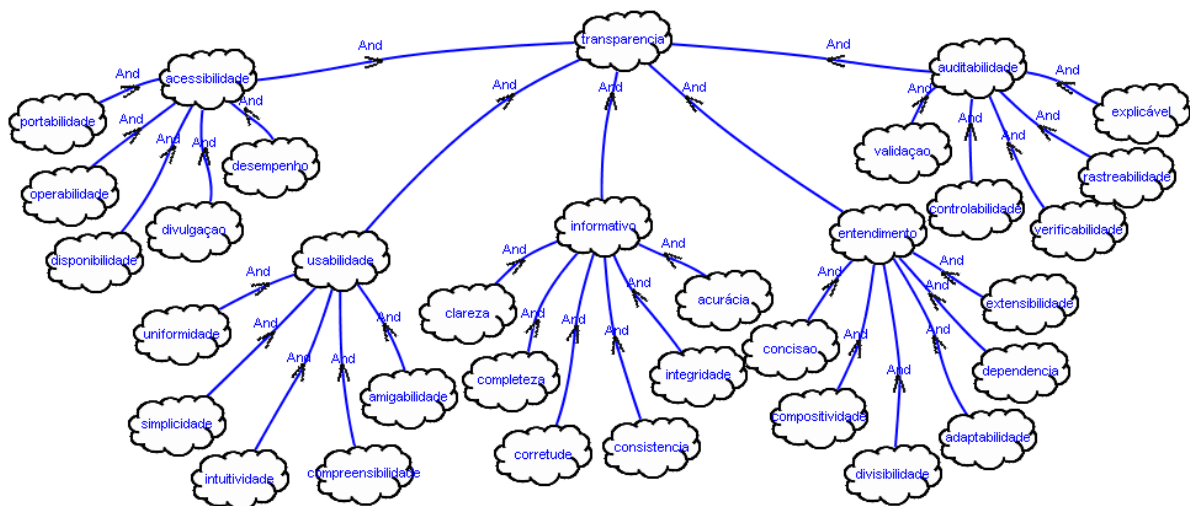 transparencia
And
And
acessibilidade
And
auditabilidade
And
And
portabilidade
And
And
And
desempenho
operabilidade
disponibilidade
divulgaçao
And
And
And
And
validaçao
And
And
And
And
explicável
rastreabilidade
controlabilidade
verificabilidade
usabilidade
informativo
entendimento
And
And
And
And
And
uniformidade
simplicidade
intuitividade
compreensibilidade
amigabilidade
And
And
And
And
And
And
clareza
completeza
corretude
consistencia
integridade
acurácia
And
And
And
And
And
And
concisao
compositividade
divisibilidade
adaptabilidade
dependencia
extensibilidade